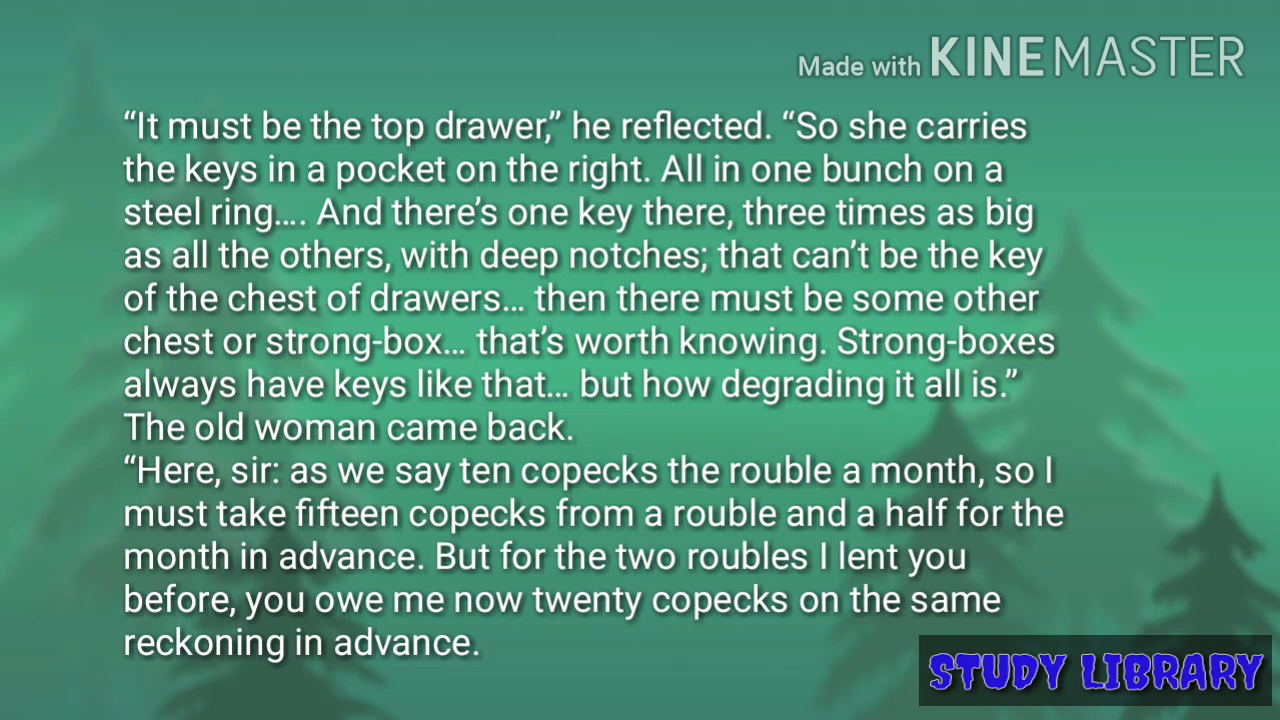 Made with KINEMASTER
“It must be the top drawer,” he reflected. “So she carries
the keys in a pocket on the right. All in one bunch on a
steel ring.... And there’s one key there, three times as big
as all the others, with deep notches; that can’t be the key
of the chest of drawers... then there must be some other
chest or strong-box... that’s worth knowing. Strong-boxes
always have keys like that... but how degrading it all is.”
The old woman came back.
“Here, sir: as we say ten copecks the rouble a month, so I
must take fifteen copecks from a rouble and a half for the
month in advance. But for the two roubles I lent you
before, you owe me now twenty copecks on the same
reckoning in advance.
STUDY LIBRARY